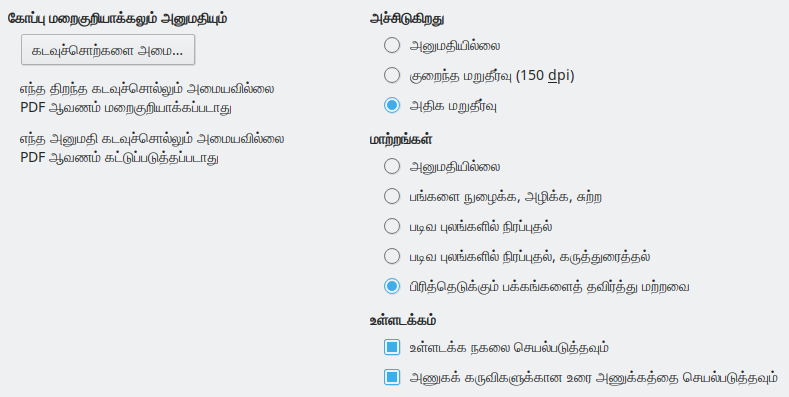 கோப்பு மறைகுறியாக்கலும் அனுமதியும்
கடவுச்சொற்களை அமை...
எந்த திறந்த கடவுச்சொல்லும் அமையவில்லை
PDF ஆவணம் மறைகுறியாக்கப்படாது
எந்த அனுமதி கடவுச்சொல்லும் அமையவில்லை
PDF ஆவணம் கட்டுப்படுத்தப்படாது
அச்சிடுகிறது
அனுமதியில்லை
குறைந்த மறுதீர்வு (150 dpi)
அதிக மறுதீர்வு
மாற்றங்கள்
அனுமதியில்லை
பங்களை நுழைக்க, அழிக்க, சுற்ற
படிவ புலங்களில் நிரப்புதல்
படிவ புலங்களில் நிரப்புதல், கருத்துரைத்தல்
பிரித்தெடுக்கும் பக்கங்களைத் தவிர்த்து மற்றவை
உள்ளடக்கம்
உள்ளடக்க நகலை செயல்படுத்தவும்
அணுகக் கருவிகளுக்கான உரை அணுக்கத்தை செயல்படுத்தவும்